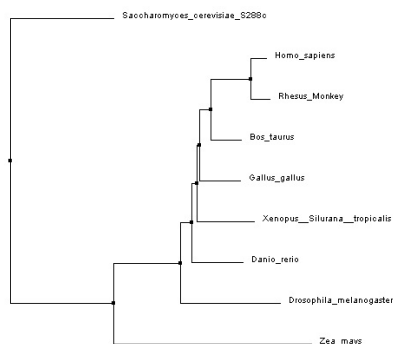 Saccharomyces_cerevisiae_S288c
Homo_sapiens
Rhesus_Monkey
Bos_taurus
Gallus_gallus
Xenopus__Silurana__tropicalis
Danio_rerio
Drosophila_melanogaster
Zea_mays